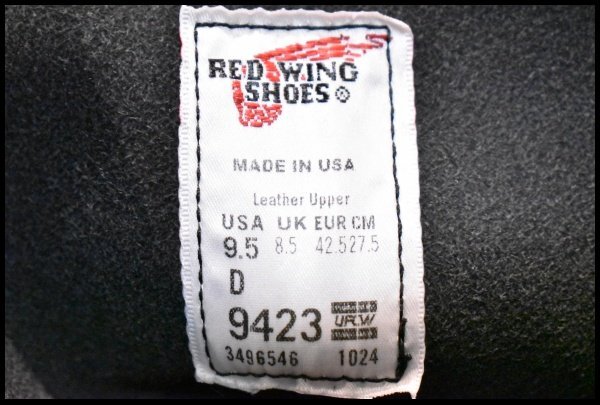 RED WING
SHOES ®
MADE IN USA
Leather Upper
USA UK EUR CM
9.5 8.5 42.5 27.5
D
9423 UFCW
3496546 1024